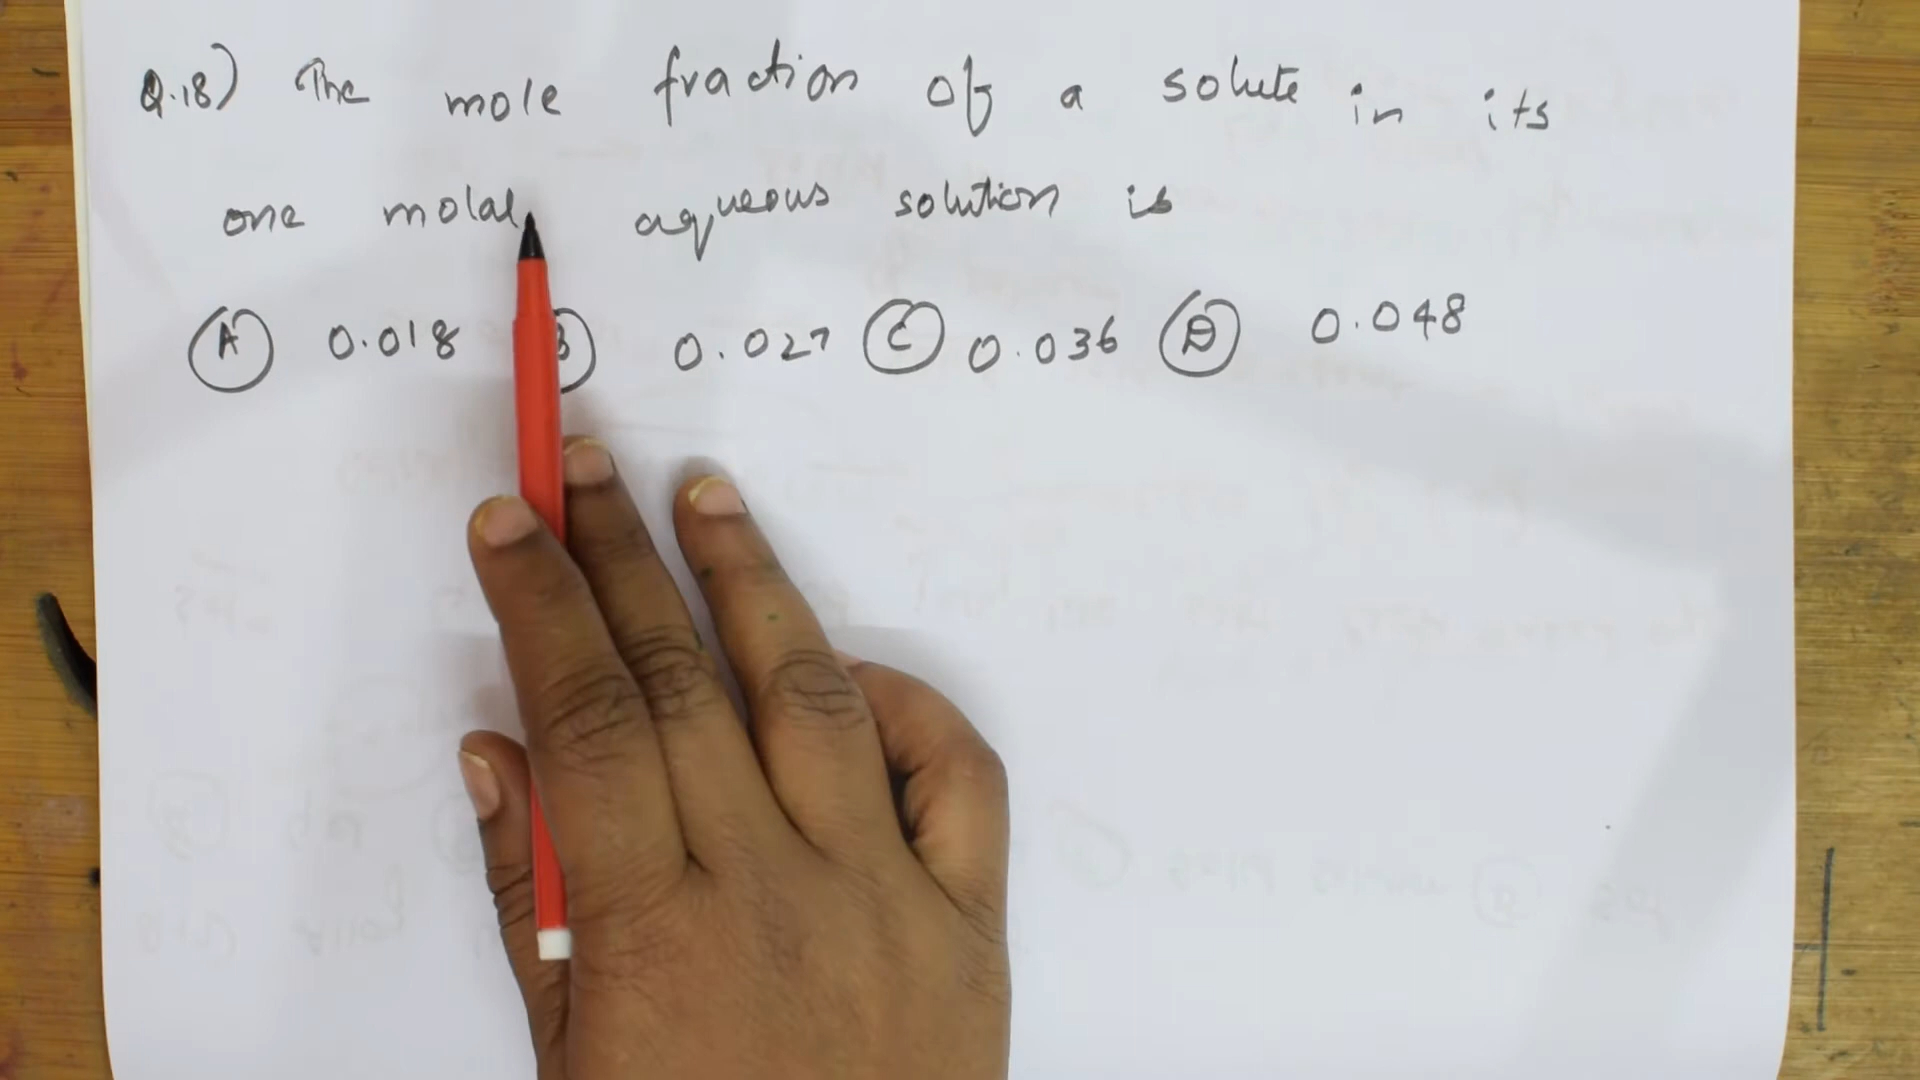 Q.18) The mole fraction of a solute in its
one molal aqueous solution is
A 0.018 B 0.027 C 0.036 D 0.048